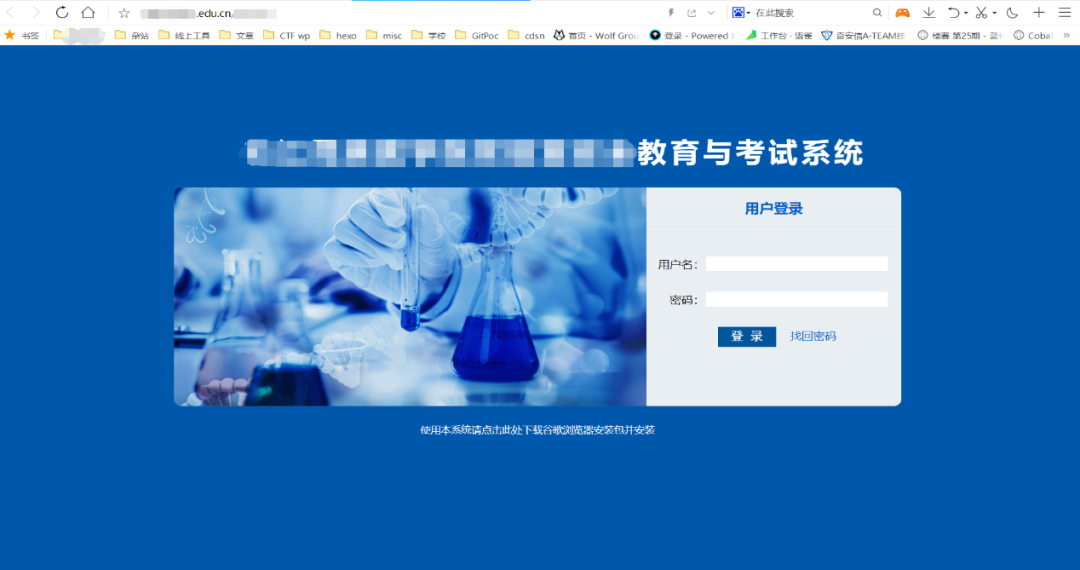 .edu.cn/
在此搜索
书签 杂站 线上工具 文章 CTF wp hexo misc 学校 GitPoc cdsn 首页 - Wolf Grou 登录 - Powered 工作台 · 语雀 奇安信A-TEAM技 楼赛 第25期 - 蓝 Cobal »
教育与考试系统
用户登录
用户名：
密码：
登 录 找回密码
使用本系统请点击此处下载谷歌浏览器安装包并安装